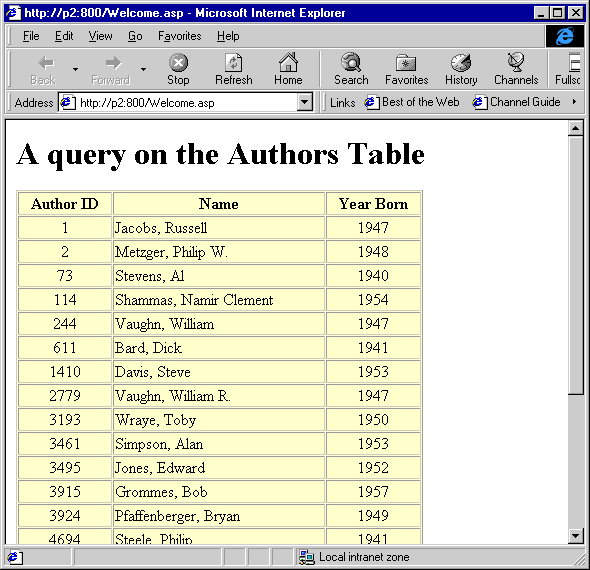 http://p2:800/Welcome.asp - Microsoft Internet Explorer
File Edit View Go Favorites Help
Back Forward Stop Refresh Home Search Favorites History Channels Fullsc
Address http://p2:800/Welcome.asp Links Best of the Web Channel Guide
A query on the Authors Table
Author ID Name Year Born
1 Jacobs, Russell 1947
2 Metzger, Philip W. 1948
73 Stevens, Al 1940
114 Shammas, Namir Clement 1954
244 Vaughn, William 1947
611 Bard, Dick 1941
1410 Davis, Steve 1953
2779 Vaughn, William R. 1947
3193 Wraye, Toby 1950
3461 Simpson, Alan 1953
3495 Jones, Edward 1952
3915 Grommes, Bob 1957
3924 Pfaffenberger, Bryan 1949
4694 Steele, Philip 1941
Local intranet zone